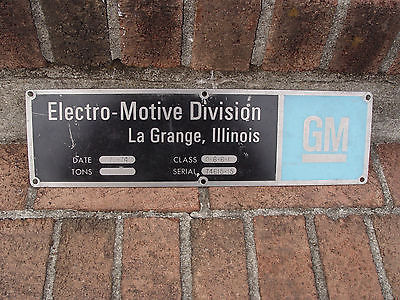 Electro-Motive Division
La Grange, Illinois
GM
DATE CLASS
TONS SERIAL